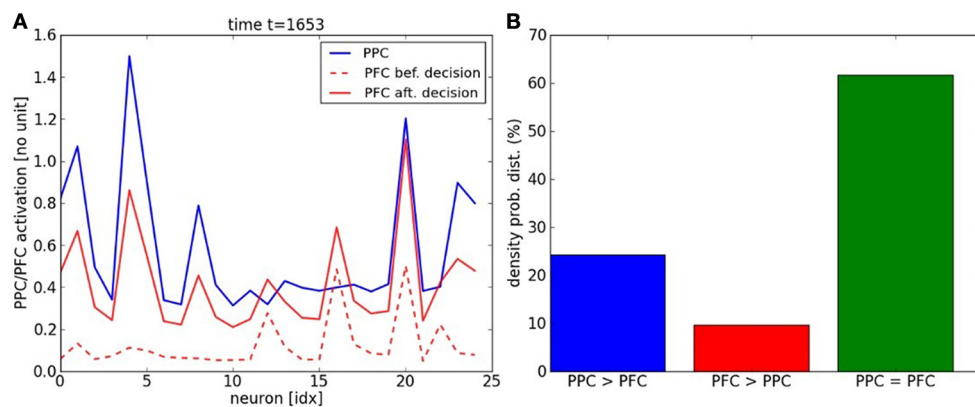 A
time t=1653
PPC/PFC activation [no unit]
1.6
1.4
1.2
1.0
0.8
0.6
0.4
0.2
0.0
PPC
PFC bef. decision
PFC aft. decision
0 5 10 15 20 25
neuron [idx]
B
density prob. dist. (%)
70
60
50
40
30
20
10
0
PPC > PFC PFC > PPC PPC = PFC